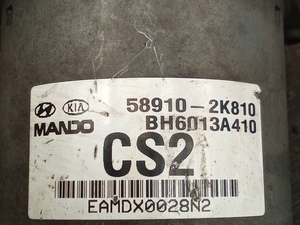 58910-2K810
KIA
MANDO BH6013A410
CS2
EAMDX0028N2